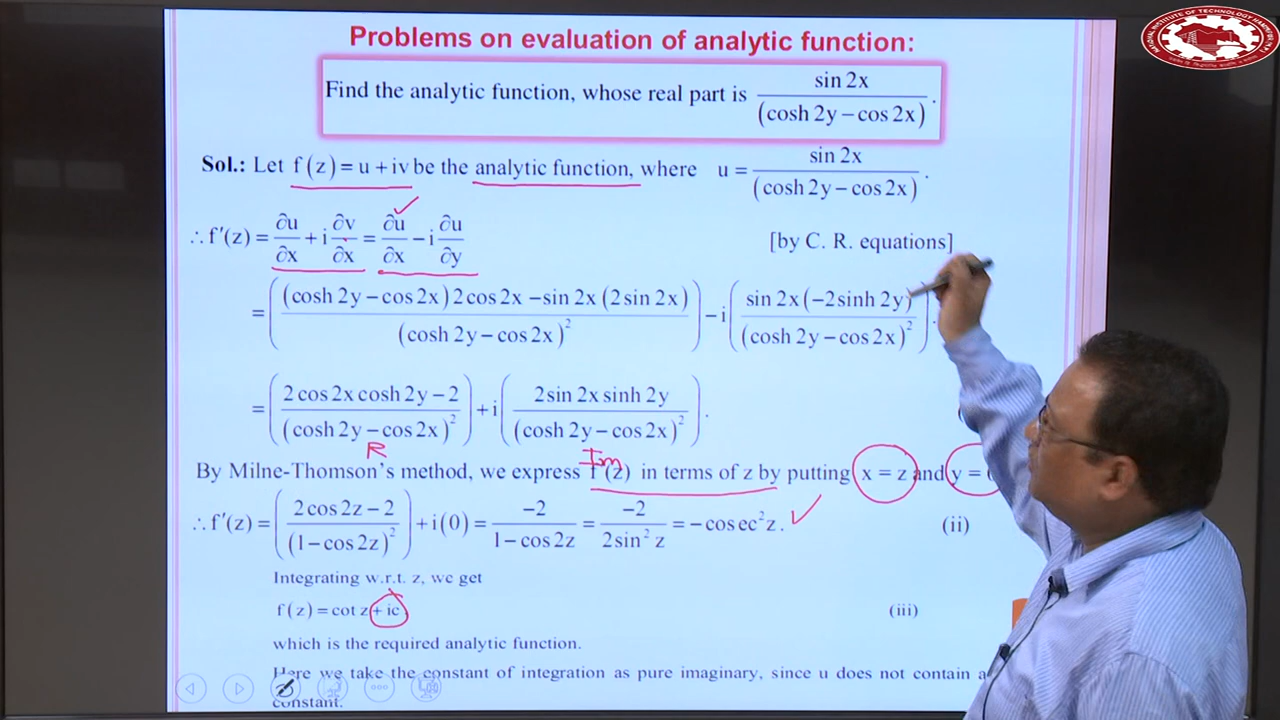 NATIONAL INSTITUTE OF TECHNOLOGY HAMIRPUR (H.P.)
Problems on evaluation of analytic function:
Find the analytic function, whose real part is sin 2x / (cosh 2y − cos 2x) .
Sol.: Let f(z) = u + iv be the analytic function, where u = sin 2x / (cosh 2y − cos 2x) .
∴ f′(z) = ∂u/∂x + i ∂v/∂x = ∂u/∂x − i ∂u/∂y [by C. R. equations]
= ( (cosh 2y − cos 2x) 2 cos 2x − sin 2x (2 sin 2x) / (cosh 2y − cos 2x)² ) − i ( sin 2x (−2 sinh 2y) / (cosh 2y − cos 2x)² ) .
= ( 2 cos 2x cosh 2y − 2 / (cosh 2y − cos 2x)² ) + i ( 2 sin 2x sinh 2y / (cosh 2y − cos 2x)² ) .
R Im
By Milne-Thomson's method, we express f′(z) in terms of z by putting x = z and y =
∴ f′(z) = ( 2 cos 2z − 2 / (1 − cos 2z)² ) + i(0) = −2 / 1 − cos 2z = −2 / 2 sin² z = − cos ec² z . (ii)
Integrating w.r.t. z, we get
f(z) = cot z + ic (iii)
which is the required analytic function.
Here we take the constant of integration as pure imaginary, since u does not contain a
constant.